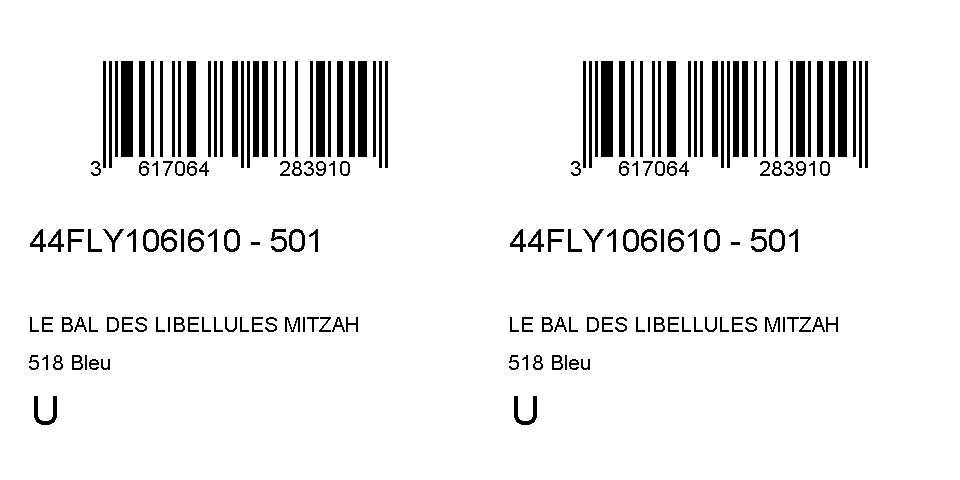 3 617064 283910
44FLY106I610 - 501
LE BAL DES LIBELLULES MITZAH
518 Bleu
U
3 617064 283910
44FLY106I610 - 501
LE BAL DES LIBELLULES MITZAH
518 Bleu
U